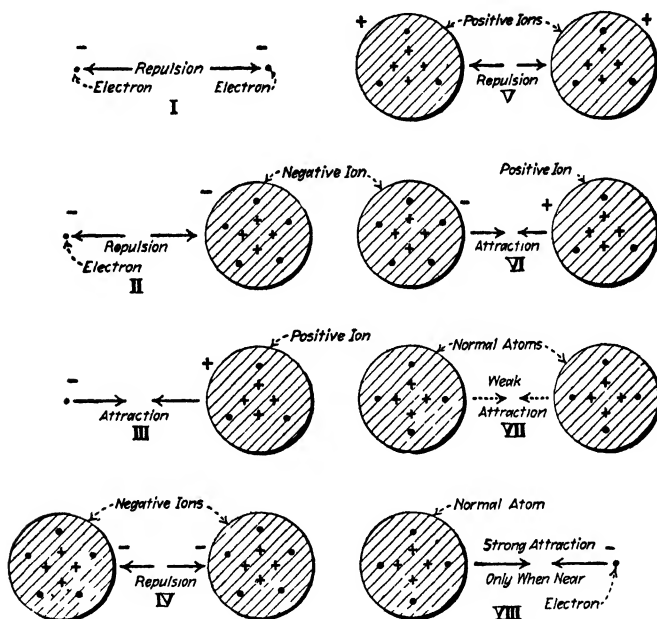 - -
Repulsion
Electron Electron
I
+ Positive Ions +
Repulsion
V
Negative Ion
- -
Repulsion
Electron
II
Positive Ion
- +
Attraction
VI
Positive Ion
- +
Attraction
III
Normal Atoms
Weak
Attraction
VII
Negative Ions
- -
Repulsion
IV
Normal Atom
Strong Attraction
-
Only When Near
Electron
VIII